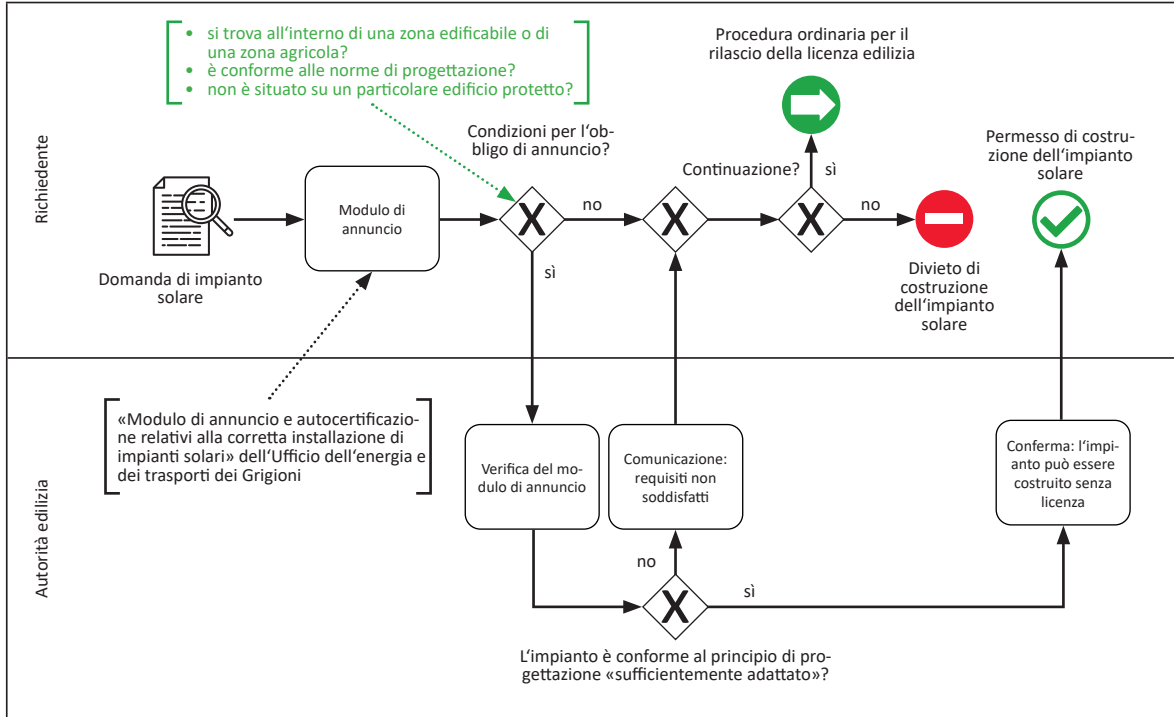 • si trova all‘interno di una zona edificabile o di
una zona agricola?
• è conforme alle norme di progettazione?
• non è situato su un particolare edificio protetto?
Procedura ordinaria per il
rilascio della licenza edilizia
Richiedente
Condizioni per l‘ob-
bligo di annuncio?
Continuazione?
sì
Permesso di costru-
zione dell‘impianto
solare
Modulo di
annuncio
X
no
X
X
no
sì
Domanda di impianto
solare
Divieto di
costruzione
dell‘impianto
solare
Autorità edilizia
«Modulo di annuncio e autocertificazio-
ne relativi alla corretta installazione di
impianti solari» dell‘Ufficio dell‘energia e
dei trasporti dei Grigioni
Verifica del mo-
dulo di annuncio
Comunicazione:
requisiti non
soddisfatti
Conferma: l‘impi-
anto può essere
costruito senza
licenza
no
X
sì
L‘impianto è conforme al principio di pro-
gettazione «sufficientemente adattato»?